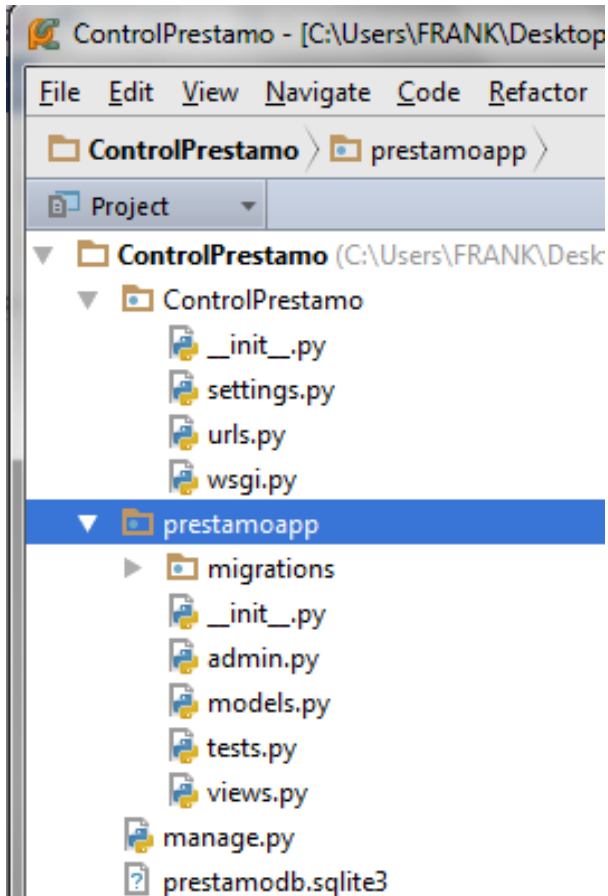 ControlPrestamo - [C:\Users\FRANK\Desktop
File Edit View Navigate Code Refactor
ControlPrestamo prestamoapp
Project
ControlPrestamo (C:\Users\FRANK\Desk
ControlPrestamo
__init__.py
settings.py
urls.py
wsgi.py
prestamoapp
migrations
__init__.py
admin.py
models.py
tests.py
views.py
manage.py
prestamodb.sqlite3